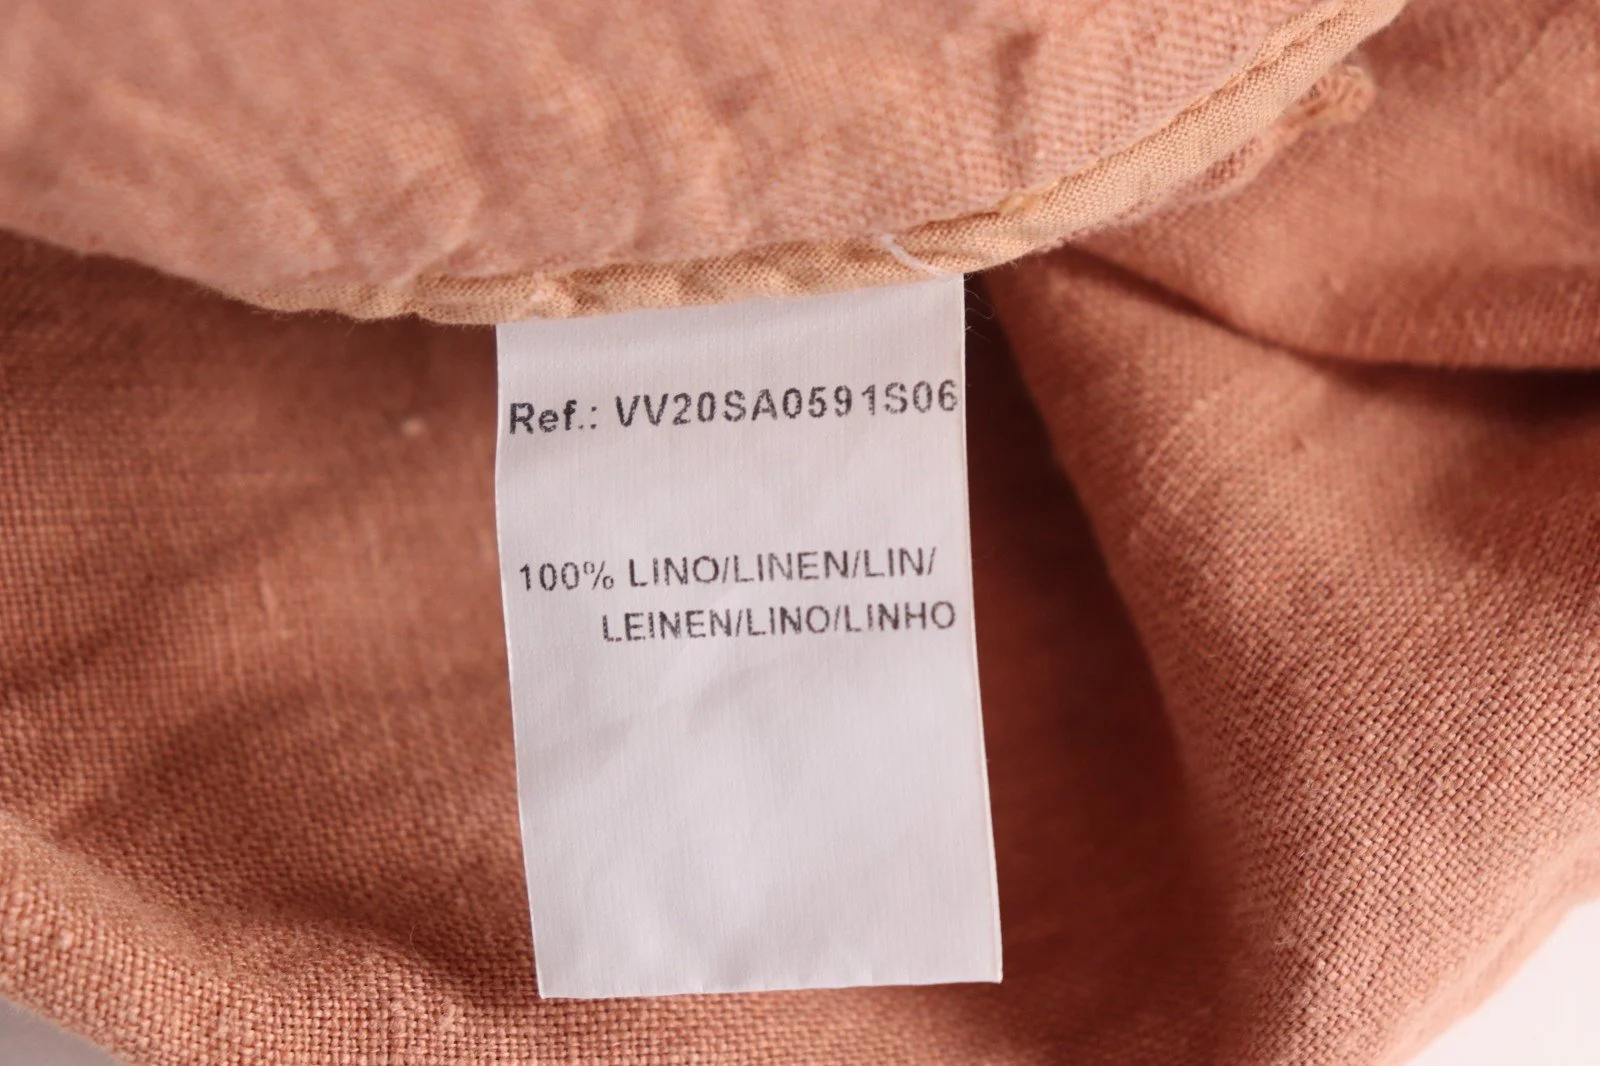 Ref.: VV20SA0591S06
100% LINO/LINEN/LIN/
LEINEN/LINO/LINHO